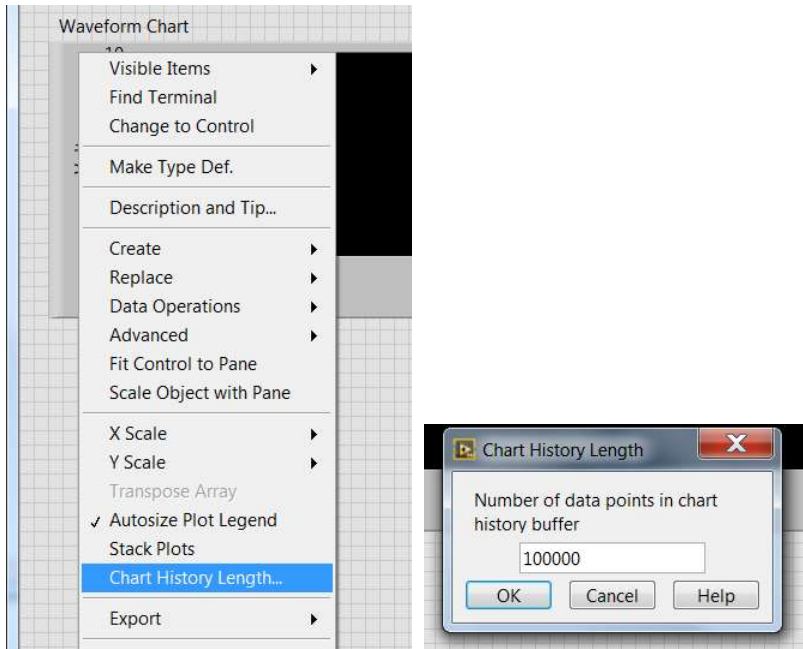 Waveform Chart
10
Visible Items
Find Terminal
Change to Control
Make Type Def.
Description and Tip...
Create
Replace
Data Operations
Advanced
Fit Control to Pane
Scale Object with Pane
X Scale
Y Scale
Transpose Array
Autosize Plot Legend
Stack Plots
Chart History Length...
Export
Chart History Length
Number of data points in chart
history buffer
100000
OK Cancel Help